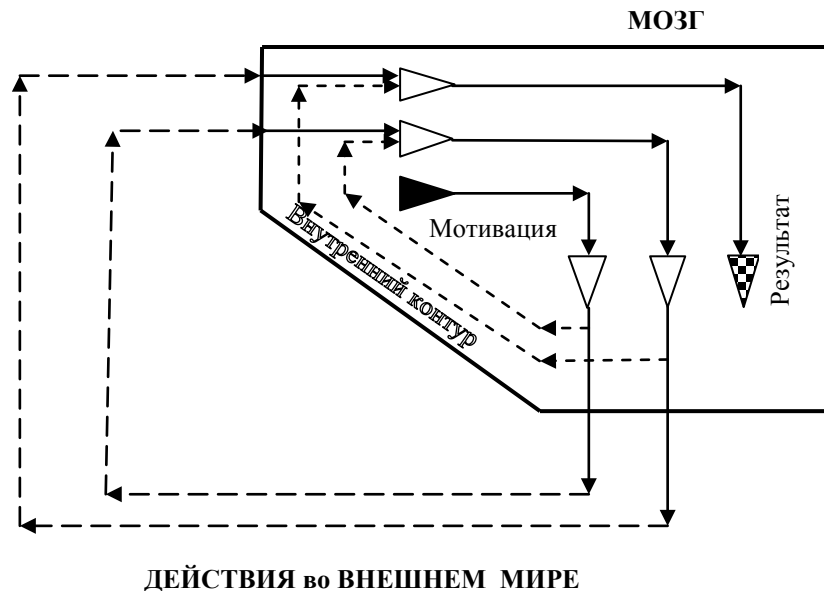 МОЗГ
Мотивация
Внутренний контур
Результат
ДЕЙСТВИЯ во ВНЕШНЕМ МИРЕ